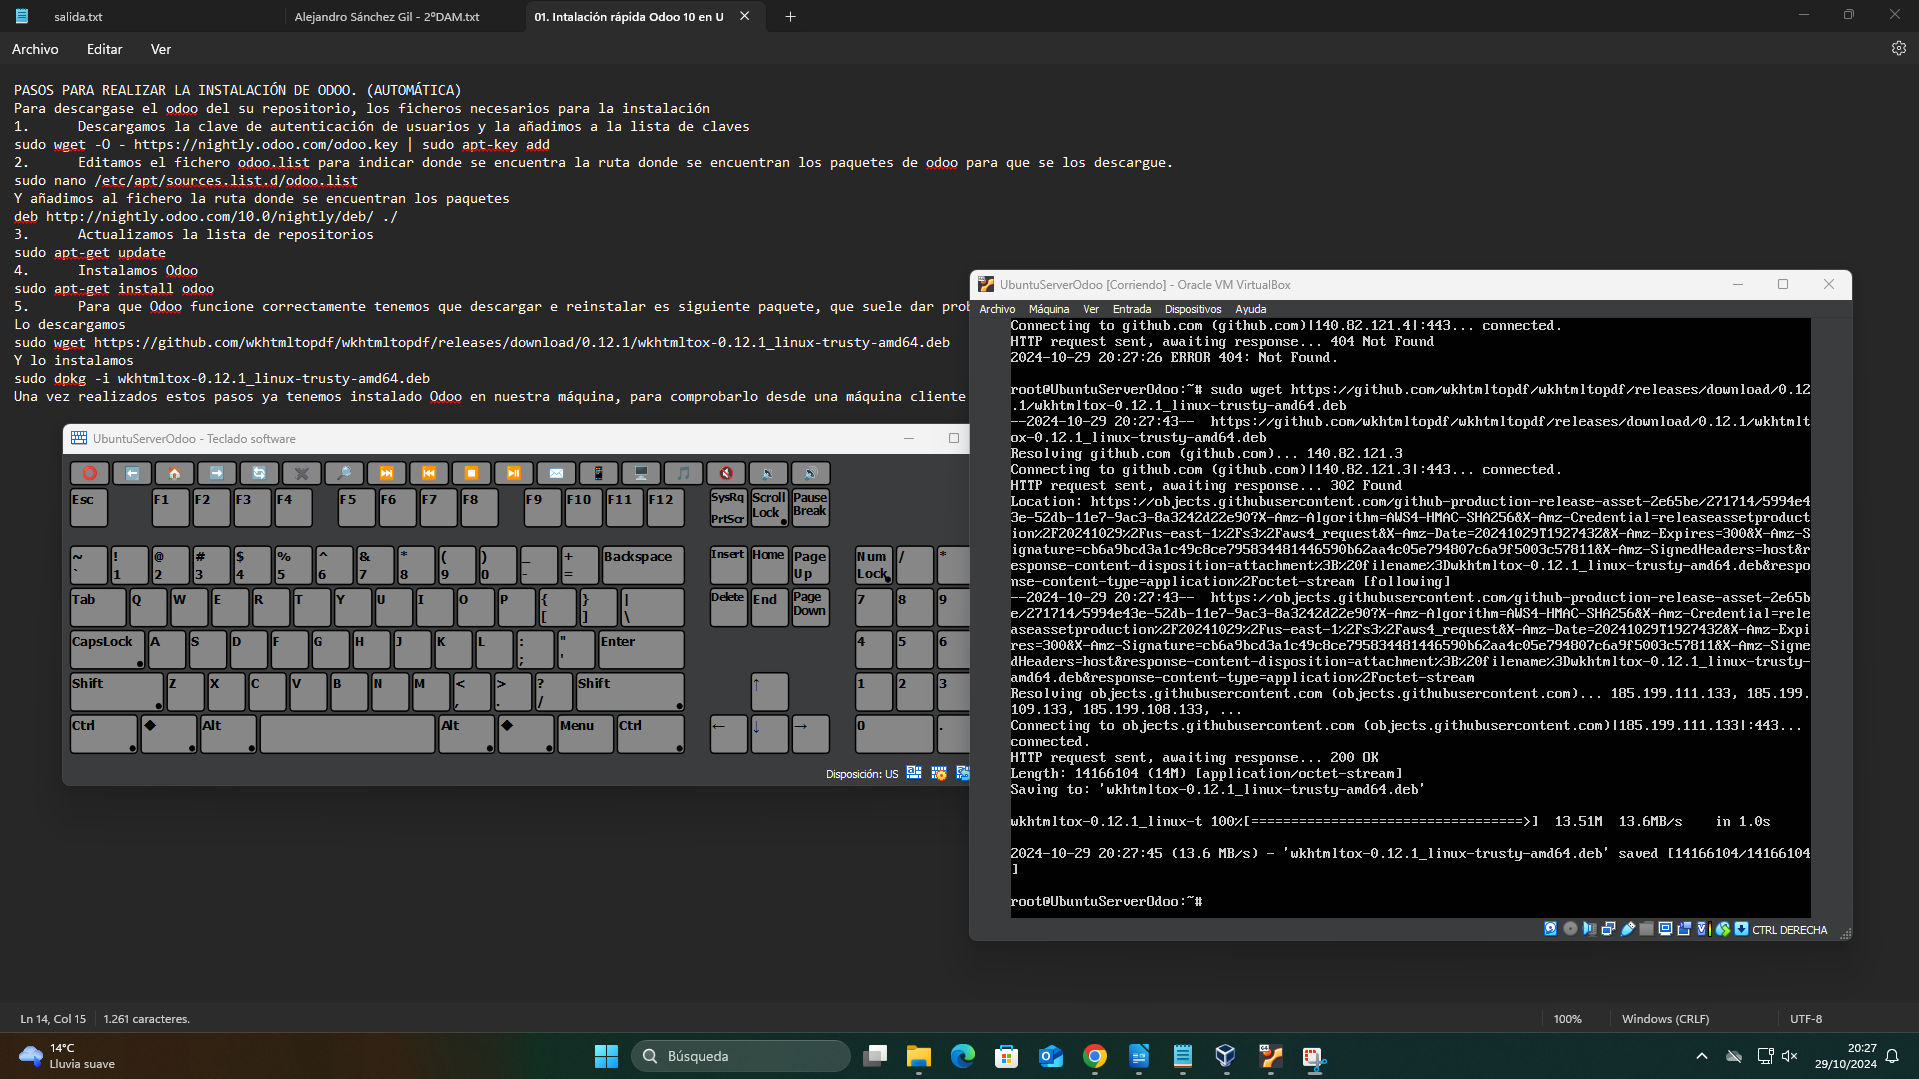 salida.txt
Alejandro Sánchez Gil - 2ºDAM.txt
01. Intalación rápida Odoo 10 en U
Archivo
Editar
Ver
PASOS PARA REALIZAR LA INSTALACIÓN DE ODOO. (AUTOMÁTICA)
Para descargase el odoo del su repositorio, los ficheros necesarios para la instalación
1. Descargamos la clave de autenticación de usuarios y la añadimos a la lista de claves
sudo wget -O - https://nightly.odoo.com/odoo.key | sudo apt-key add
2. Editamos el fichero odoo.list para indicar donde se encuentra la ruta donde se encuentran los paquetes de odoo para que se los descargue.
sudo nano /etc/apt/sources.list.d/odoo.list
Y añadimos al fichero la ruta donde se encuentran los paquetes
deb http://nightly.odoo.com/10.0/nightly/deb/ ./
3. Actualizamos la lista de repositorios
sudo apt-get update
4. Instalamos Odoo
sudo apt-get install odoo
5. Para que Odoo funcione correctamente tenemos que descargar e reinstalar es siguiente paquete, que suele dar prob
Lo descargamos
sudo wget https://github.com/wkhtmltopdf/wkhtmltopdf/releases/download/0.12.1/wkhtmltox-0.12.1_linux-trusty-amd64.deb
Y lo instalamos
sudo dpkg -i wkhtmltox-0.12.1_linux-trusty-amd64.deb
Una vez realizados estos pasos ya tenemos instalado Odoo en nuestra máquina, para comprobarlo desde una máquina cliente
UbuntuServerOdoo - Teclado software
Esc F1 F2 F3 F4 F5 F6 F7 F8 F9 F10 F11 F12 SysRq PrtScr Scroll Lock Pause Break
~ ` ! 1 @ 2 # 3 $ 4 % 5 ^ 6 & 7 * 8 ( 9 ) 0 _ - + = Backspace Insert Home Page Up Num Lock / *
Tab Q W E R T Y U I O P { [ } ] | \ Delete End Page Down 7 8 9
CapsLock A S D F G H J K L : ; " ' Enter 4 5 6
Shift Z X C V B N M < , > . ? / Shift ↑ 1 2 3
Ctrl ◆ Alt Alt ◆ Menu Ctrl ← ↓ → 0 .
Disposición: US
UbuntuServerOdoo [Corriendo] - Oracle VM VirtualBox
Archivo Máquina Ver Entrada Dispositivos Ayuda
Connecting to github.com (github.com)|140.82.121.4|:443... connected.
HTTP request sent, awaiting response... 404 Not Found
2024-10-29 20:27:26 ERROR 404: Not Found.
root@UbuntuServerOdoo:~# sudo wget https://github.com/wkhtmltopdf/wkhtmltopdf/releases/download/0.12
.1/wkhtmltox-0.12.1_linux-trusty-amd64.deb
--2024-10-29 20:27:43-- https://github.com/wkhtmltopdf/wkhtmltopdf/releases/download/0.12.1/wkhtmlt
ox-0.12.1_linux-trusty-amd64.deb
Resolving github.com (github.com)... 140.82.121.3
Connecting to github.com (github.com)|140.82.121.3|:443... connected.
HTTP request sent, awaiting response... 302 Found
Location: https://objects.githubusercontent.com/github-production-release-asset-2e65be/271714/5994e4
3e-52db-11e7-9ac3-8a3242d22e90?X-Amz-Algorithm=AWS4-HMAC-SHA256&X-Amz-Credential=releaseassetproduct
ion%2F20241029%2Fus-east-1%2Fs3%2Faws4_request&X-Amz-Date=20241029T192743Z&X-Amz-Expires=300&X-Amz-S
ignature=cb6a9bcd3a1c49c8ce795834481446590b62aa4c05e794807c6a9f5003c57811&X-Amz-SignedHeaders=host&r
esponse-content-disposition=attachment%3B%20filename%3Dwkhtmltox-0.12.1_linux-trusty-amd64.deb&respo
nse-content-type=application%2Foctet-stream [following]
--2024-10-29 20:27:43-- https://objects.githubusercontent.com/github-production-release-asset-2e65b
e/271714/5994e43e-52db-11e7-9ac3-8a3242d22e90?X-Amz-Algorithm=AWS4-HMAC-SHA256&X-Amz-Credential=rele
aseassetproduction%2F20241029%2Fus-east-1%2Fs3%2Faws4_request&X-Amz-Date=20241029T192743Z&X-Amz-Expi
res=300&X-Amz-Signature=cb6a9bcd3a1c49c8ce795834481446590b62aa4c05e794807c6a9f5003c57811&X-Amz-Signe
dHeaders=host&response-content-disposition=attachment%3B%20filename%3Dwkhtmltox-0.12.1_linux-trusty-
amd64.deb&response-content-type=application%2Foctet-stream
Resolving objects.githubusercontent.com (objects.githubusercontent.com)... 185.199.111.133, 185.199.
109.133, 185.199.108.133, ...
Connecting to objects.githubusercontent.com (objects.githubusercontent.com)|185.199.111.133|:443...
connected.
HTTP request sent, awaiting response... 200 OK
Length: 14166104 (14M) [application/octet-stream]
Saving to: 'wkhtmltox-0.12.1_linux-trusty-amd64.deb'
wkhtmltox-0.12.1_linux-t 100%[==================================>] 13.51M 13.6MB/s in 1.0s
2024-10-29 20:27:45 (13.6 MB/s) - 'wkhtmltox-0.12.1_linux-trusty-amd64.deb' saved [14166104/14166104
]
root@UbuntuServerOdoo:~#
CTRL DERECHA
Ln 14, Col 15
1.261 caracteres.
100%
Windows (CRLF)
UTF-8
14°C
Lluvia suave
Búsqueda
20:27
29/10/2024